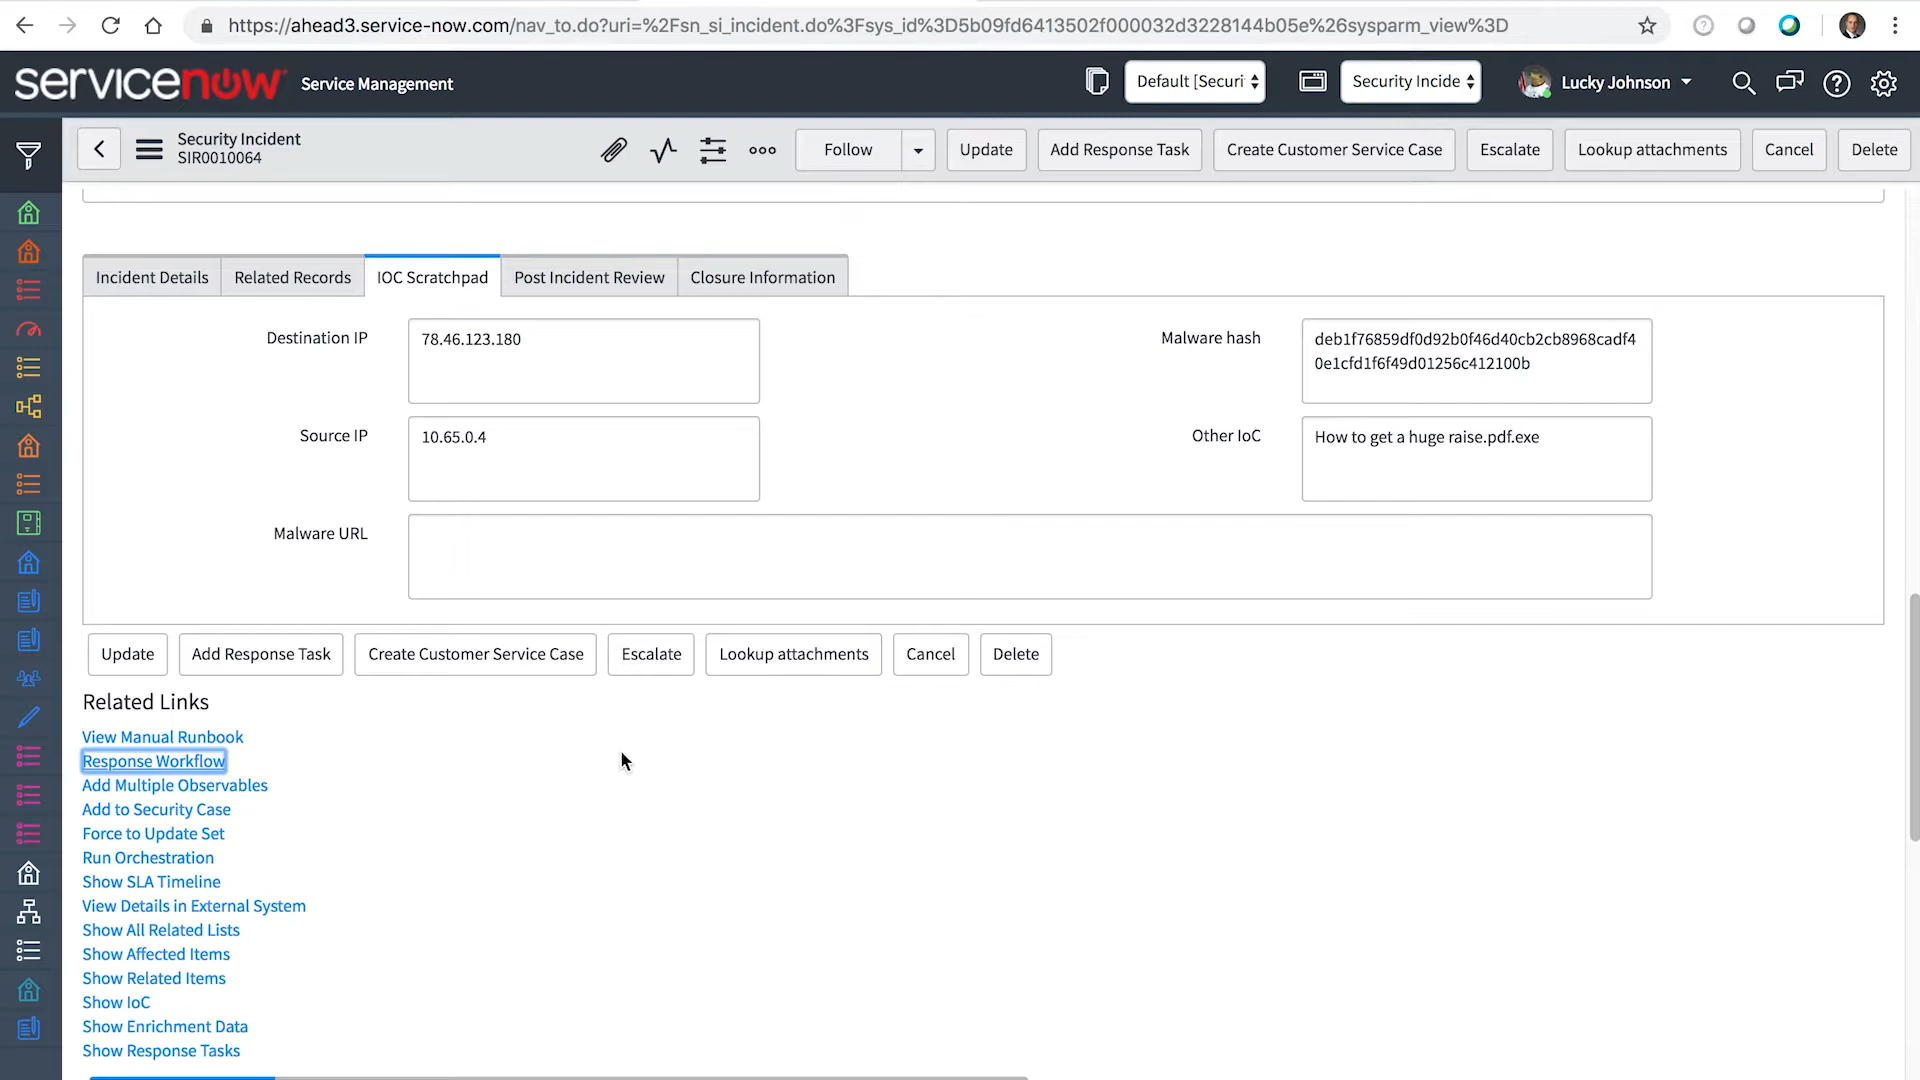 https://ahead3.service-now.com/nav_to.do?uri=%2Fsn_si_incident.do%3Fsys_id%3D5b09fd6413502f000032d3228144b05e%26sysparm_view%3D
servicenow Service Management
Default [Securi
Security Incide
Lucky Johnson
Security Incident
SIR0010064
Follow
Update
Add Response Task
Create Customer Service Case
Escalate
Lookup attachments
Cancel
Delete
Incident Details
Related Records
IOC Scratchpad
Post Incident Review
Closure Information
Destination IP
78.46.123.180
Malware hash
deb1f76859df0d92b0f46d40cb2cb8968cadf4
0e1cfd1f6f49d01256c412100b
Source IP
10.65.0.4
Other IoC
How to get a huge raise.pdf.exe
Malware URL
Update
Add Response Task
Create Customer Service Case
Escalate
Lookup attachments
Cancel
Delete
Related Links
View Manual Runbook
Response Workflow
Add Multiple Observables
Add to Security Case
Force to Update Set
Run Orchestration
Show SLA Timeline
View Details in External System
Show All Related Lists
Show Affected Items
Show Related Items
Show IoC
Show Enrichment Data
Show Response Tasks